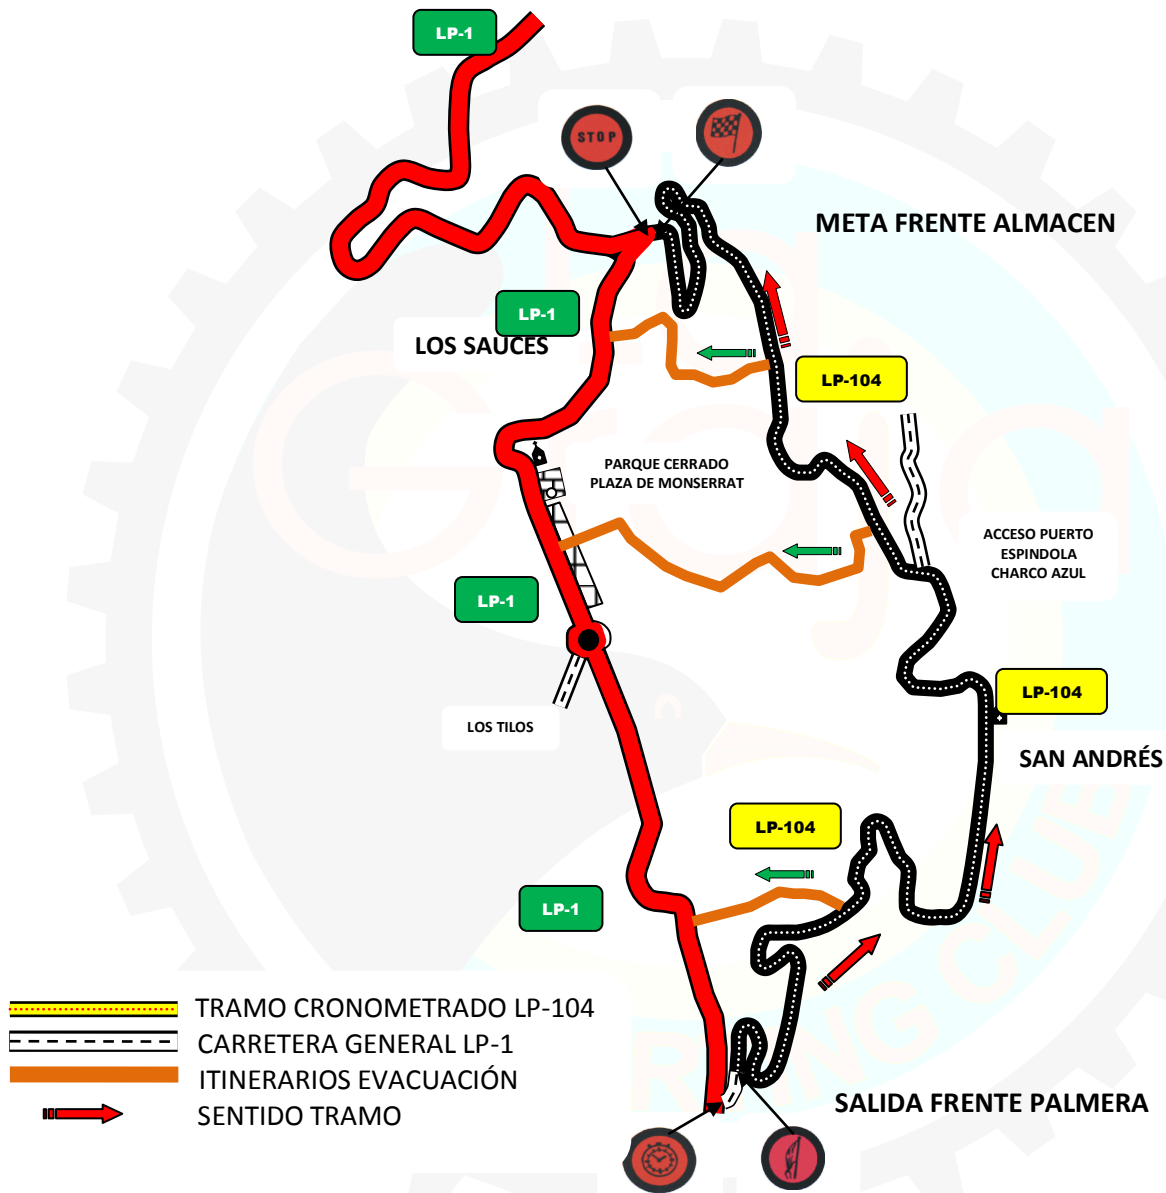 LP-1
STOP
META FRENTE ALMACEN
LP-1
LOS SAUCES
LP-104
PARQUE CERRADO
PLAZA DE MONSERRAT
ACCESO PUERTO
ESPINDOLA
CHARCO AZUL
LP-1
LP-104
LOS TILOS
SAN ANDRÉS
LP-104
LP-1
TRAMO CRONOMETRADO LP-104
CARRETERA GENERAL LP-1
ITINERARIOS EVACUACIÓN
SENTIDO TRAMO
SALIDA FRENTE PALMERA